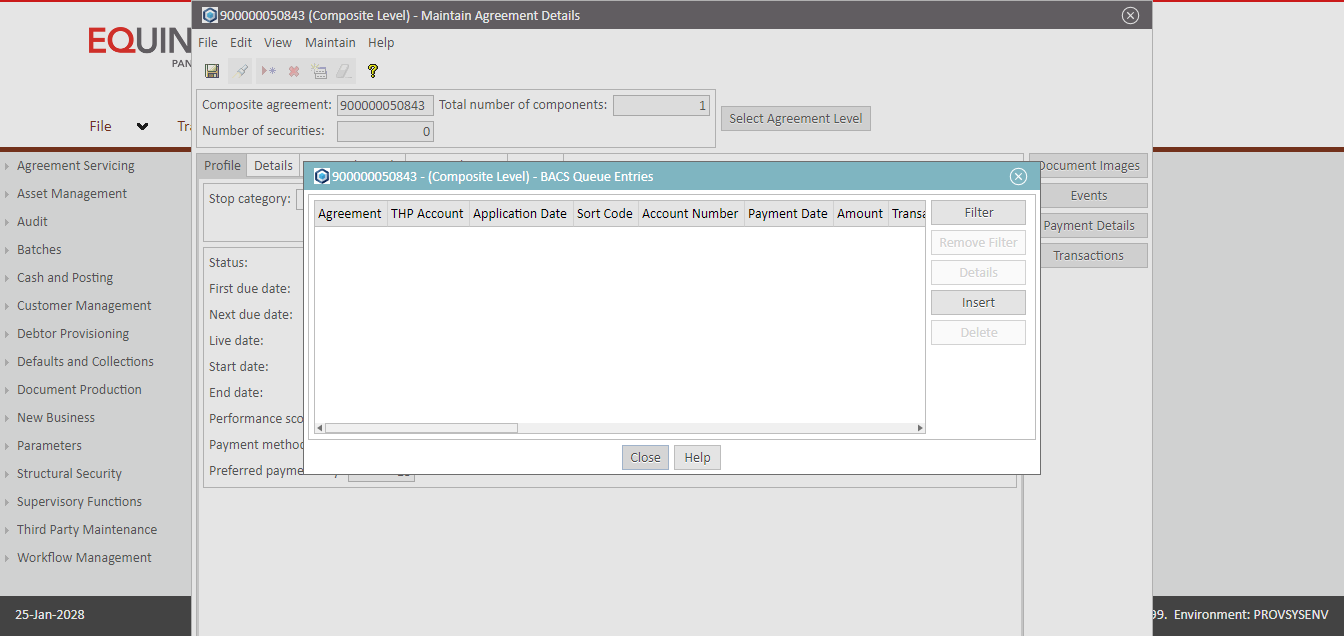 900000050843 (Composite Level) - Maintain Agreement Details
EQUIN
PAN
File Edit View Maintain Help
Composite agreement: 900000050843 Total number of components: 1
Number of securities: 0
Select Agreement Level
File
Agreement Servicing
Asset Management
Audit
Batches
Cash and Posting
Customer Management
Debtor Provisioning
Defaults and Collections
Document Production
New Business
Parameters
Structural Security
Supervisory Functions
Third Party Maintenance
Workflow Management
Profile Details
Stop category:
Status:
First due date:
Next due date:
Live date:
Start date:
End date:
Performance sco
Payment method
Preferred payme
900000050843 - (Composite Level) - BACS Queue Entries
Agreement THP Account Application Date Sort Code Account Number Payment Date Amount Transa
Filter
Remove Filter
Details
Insert
Delete
Close Help
Document Images
Events
Payment Details
Transactions
25-Jan-2028
99. Environment: PROVSYSENV